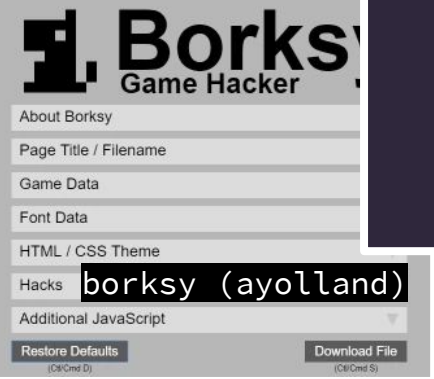 Borksy
Game Hacker
About Borksy
Page Title / Filename
Game Data
Font Data
HTML / CSS Theme
Hacks
borksy (ayolland)
Additional JavaScript
Restore Defaults
Download File
(Ctl/Cmd D)
(Ctl/Cmd S)